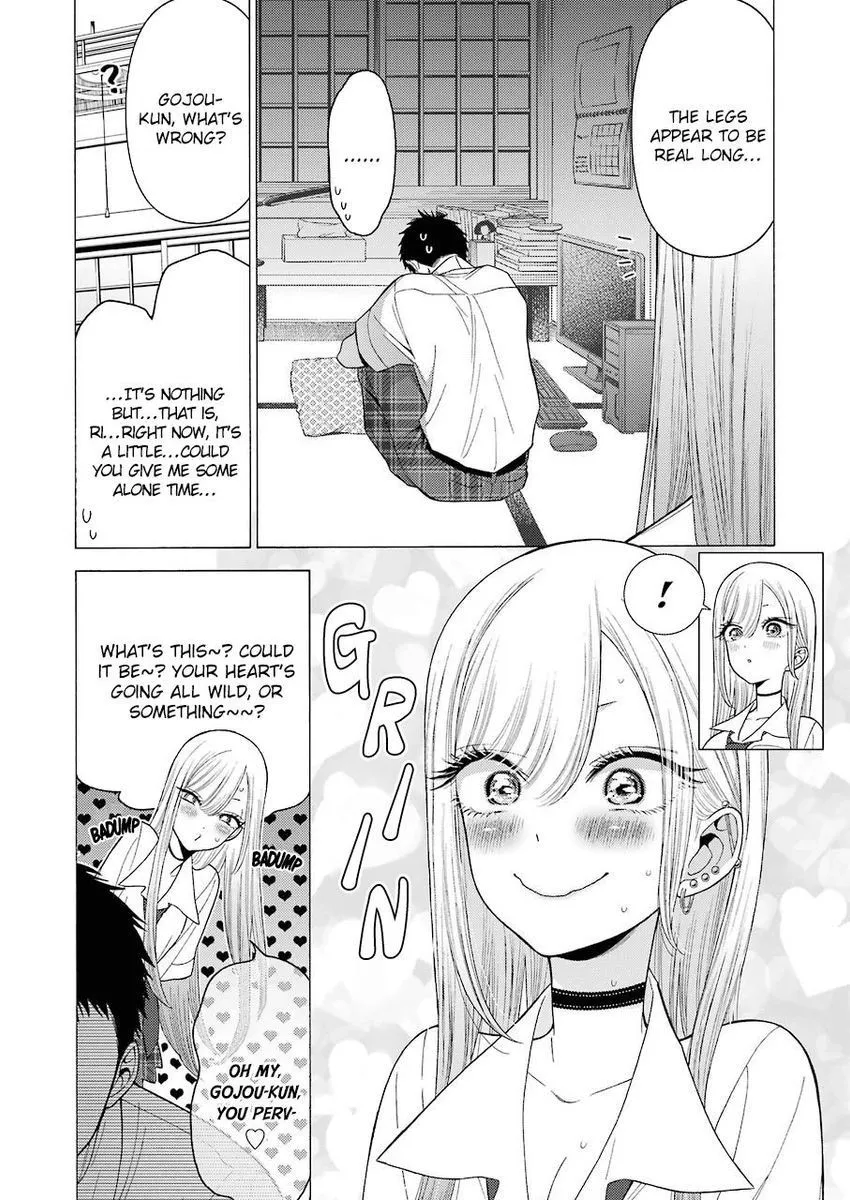 THE LEGS
APPEAR TO BE
REAL LONG...
......
?
GOJOU-
KUN, WHAT'S
WRONG?
...IT'S NOTHING
BUT...THAT IS,
RI...RIGHT NOW, IT'S
A LITTLE...COULD
YOU GIVE ME SOME
ALONE TIME...
!
GRIIIN
WHAT'S THIS~? COULD
IT BE~? YOUR HEART'S
GOING ALL WILD, OR
SOMETHING~~?
BADUMP
BADUMP
OH MY,
GOJOU-KUN,
YOU PERV-
♡